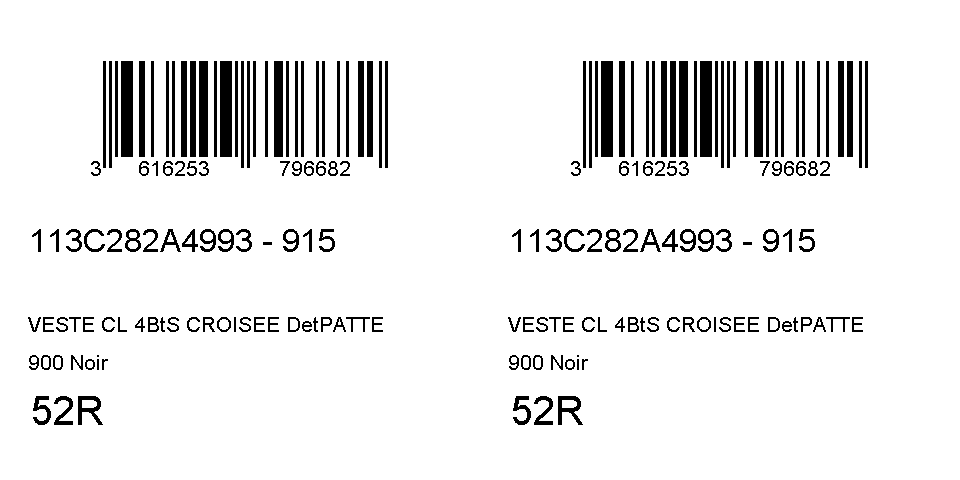 3 616253 796682
113C282A4993 - 915
VESTE CL 4BtS CROISEE DetPATTE
900 Noir
52R
3 616253 796682
113C282A4993 - 915
VESTE CL 4BtS CROISEE DetPATTE
900 Noir
52R